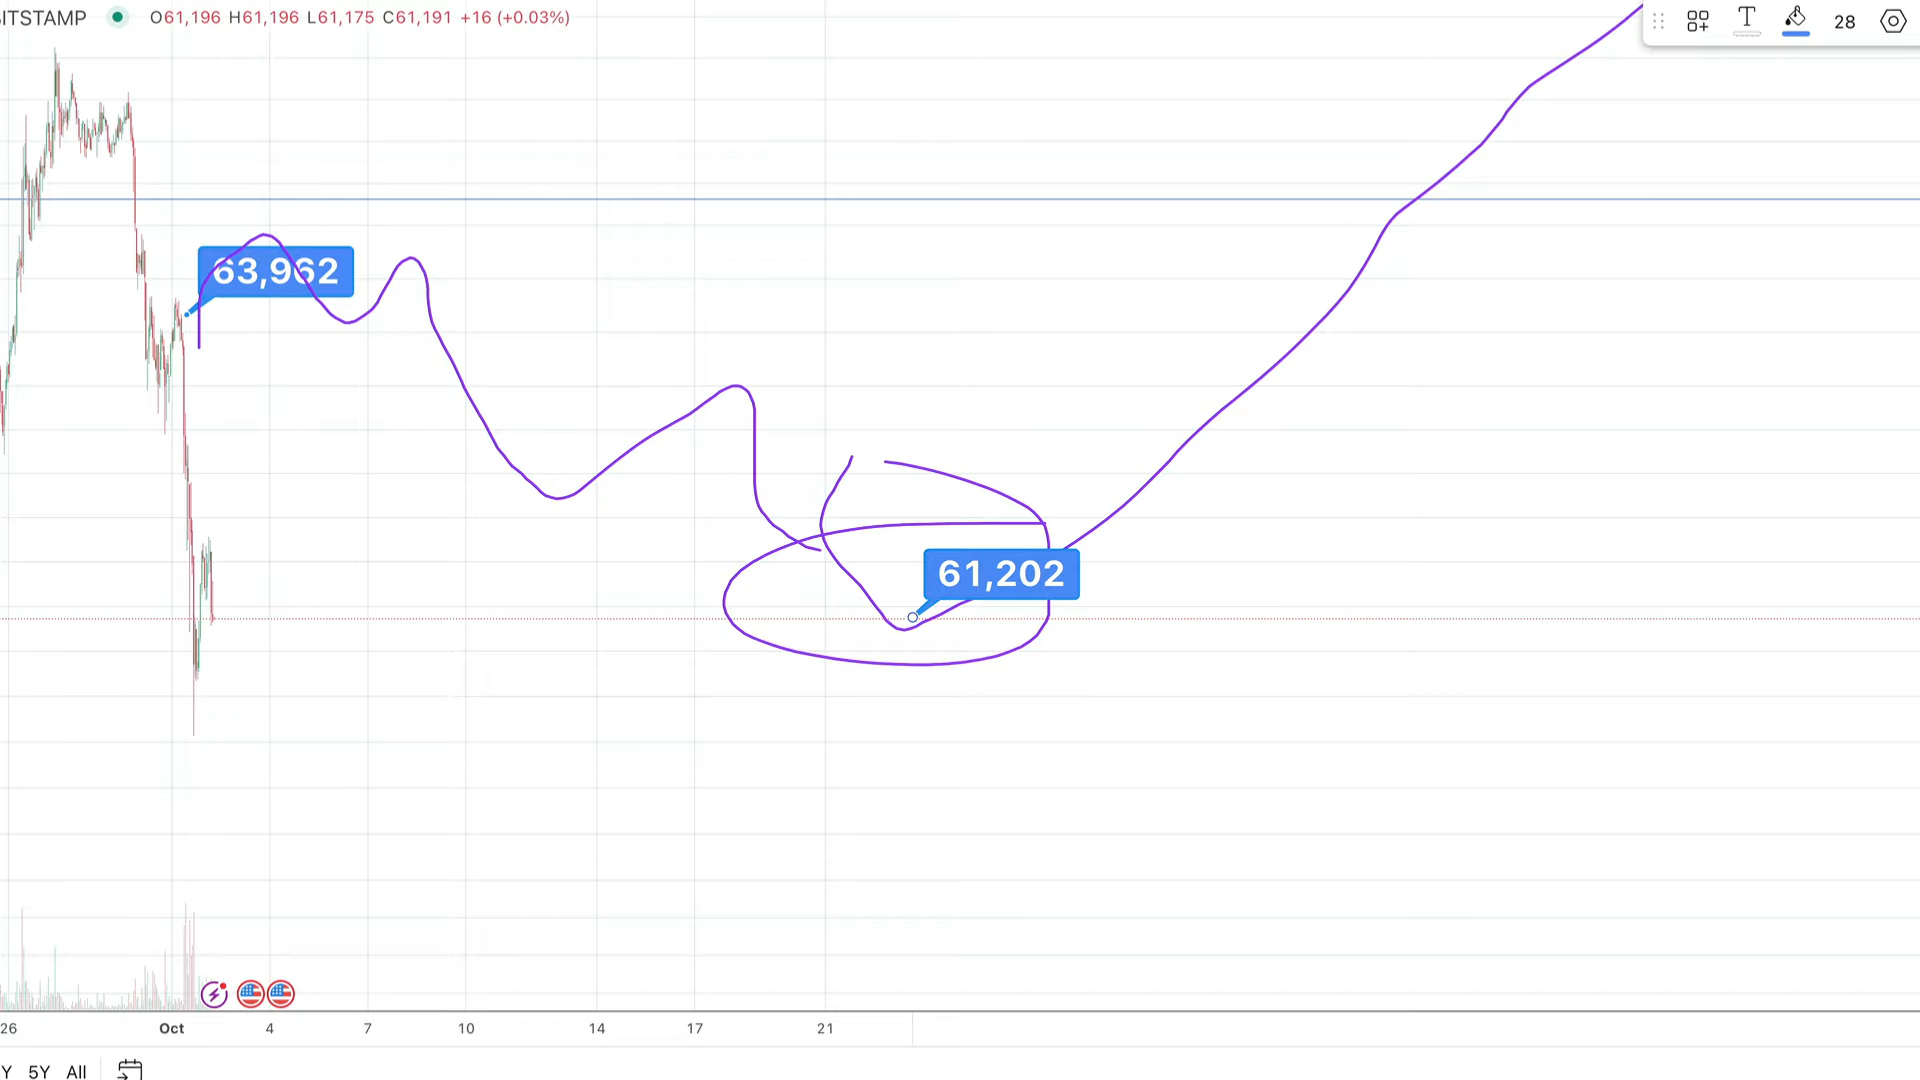 BITSTAMP O61,196 H61,196 L61,175 C61,191 +16 (+0.03%)
28
63,962
61,202
26 Oct 4 7 10 14 17 21
Y 5Y All